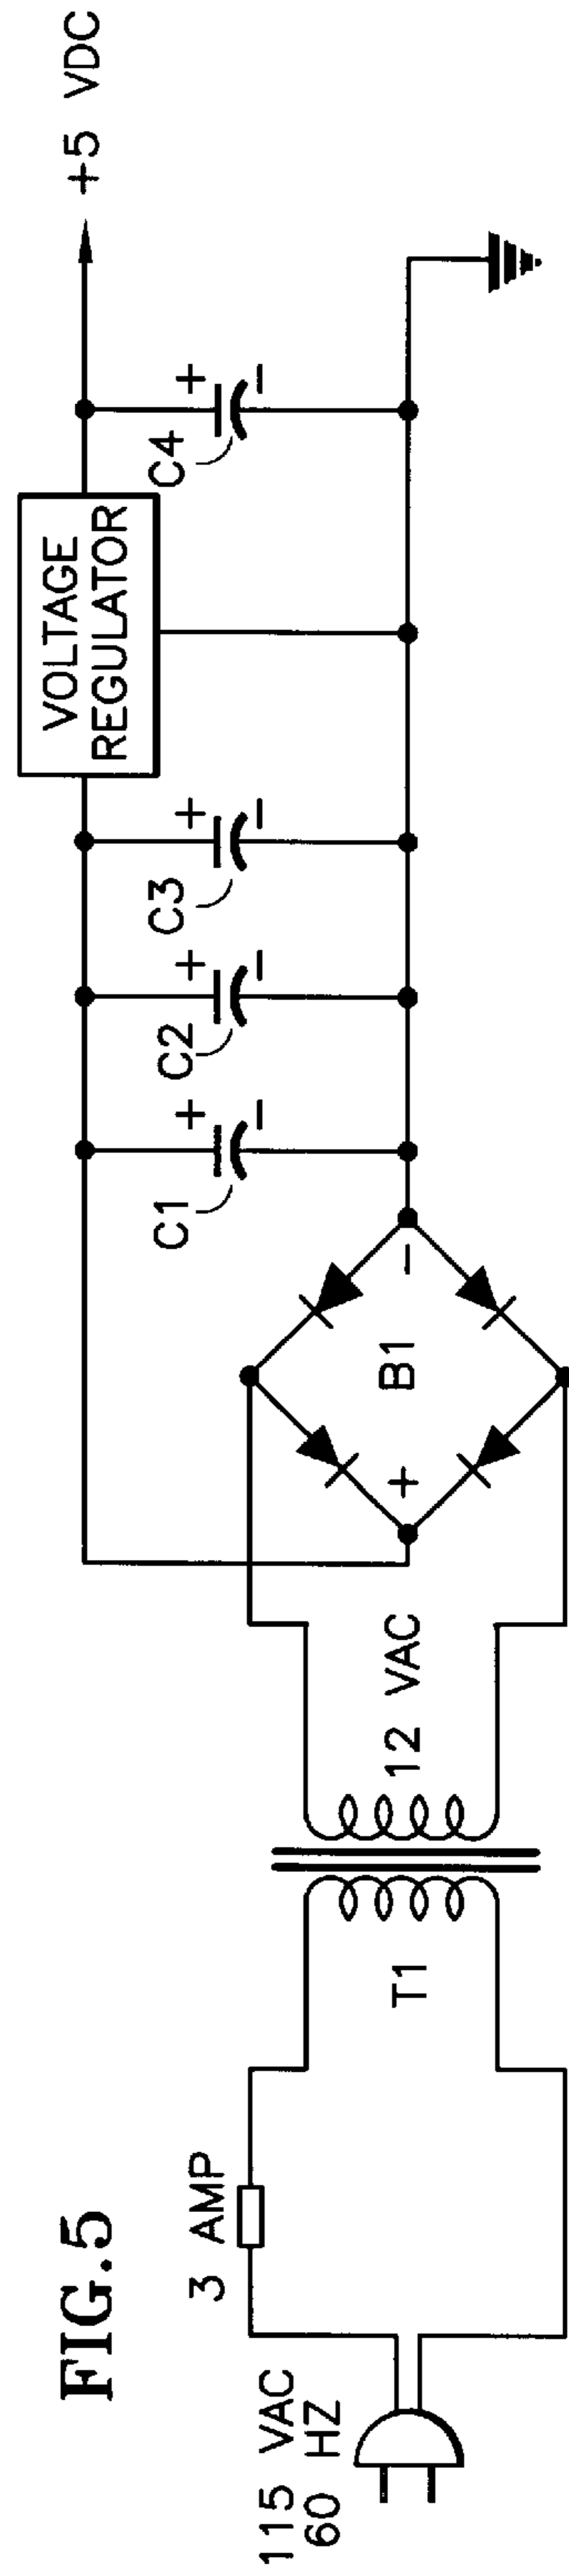 FIG.5
115 VAC
60 HZ
3 AMP
T1
12 VAC
+
B1
-
C1
+
-
C2
+
-
C3
+
-
VOLTAGE
REGULATOR
C4
+
-
+5 VDC